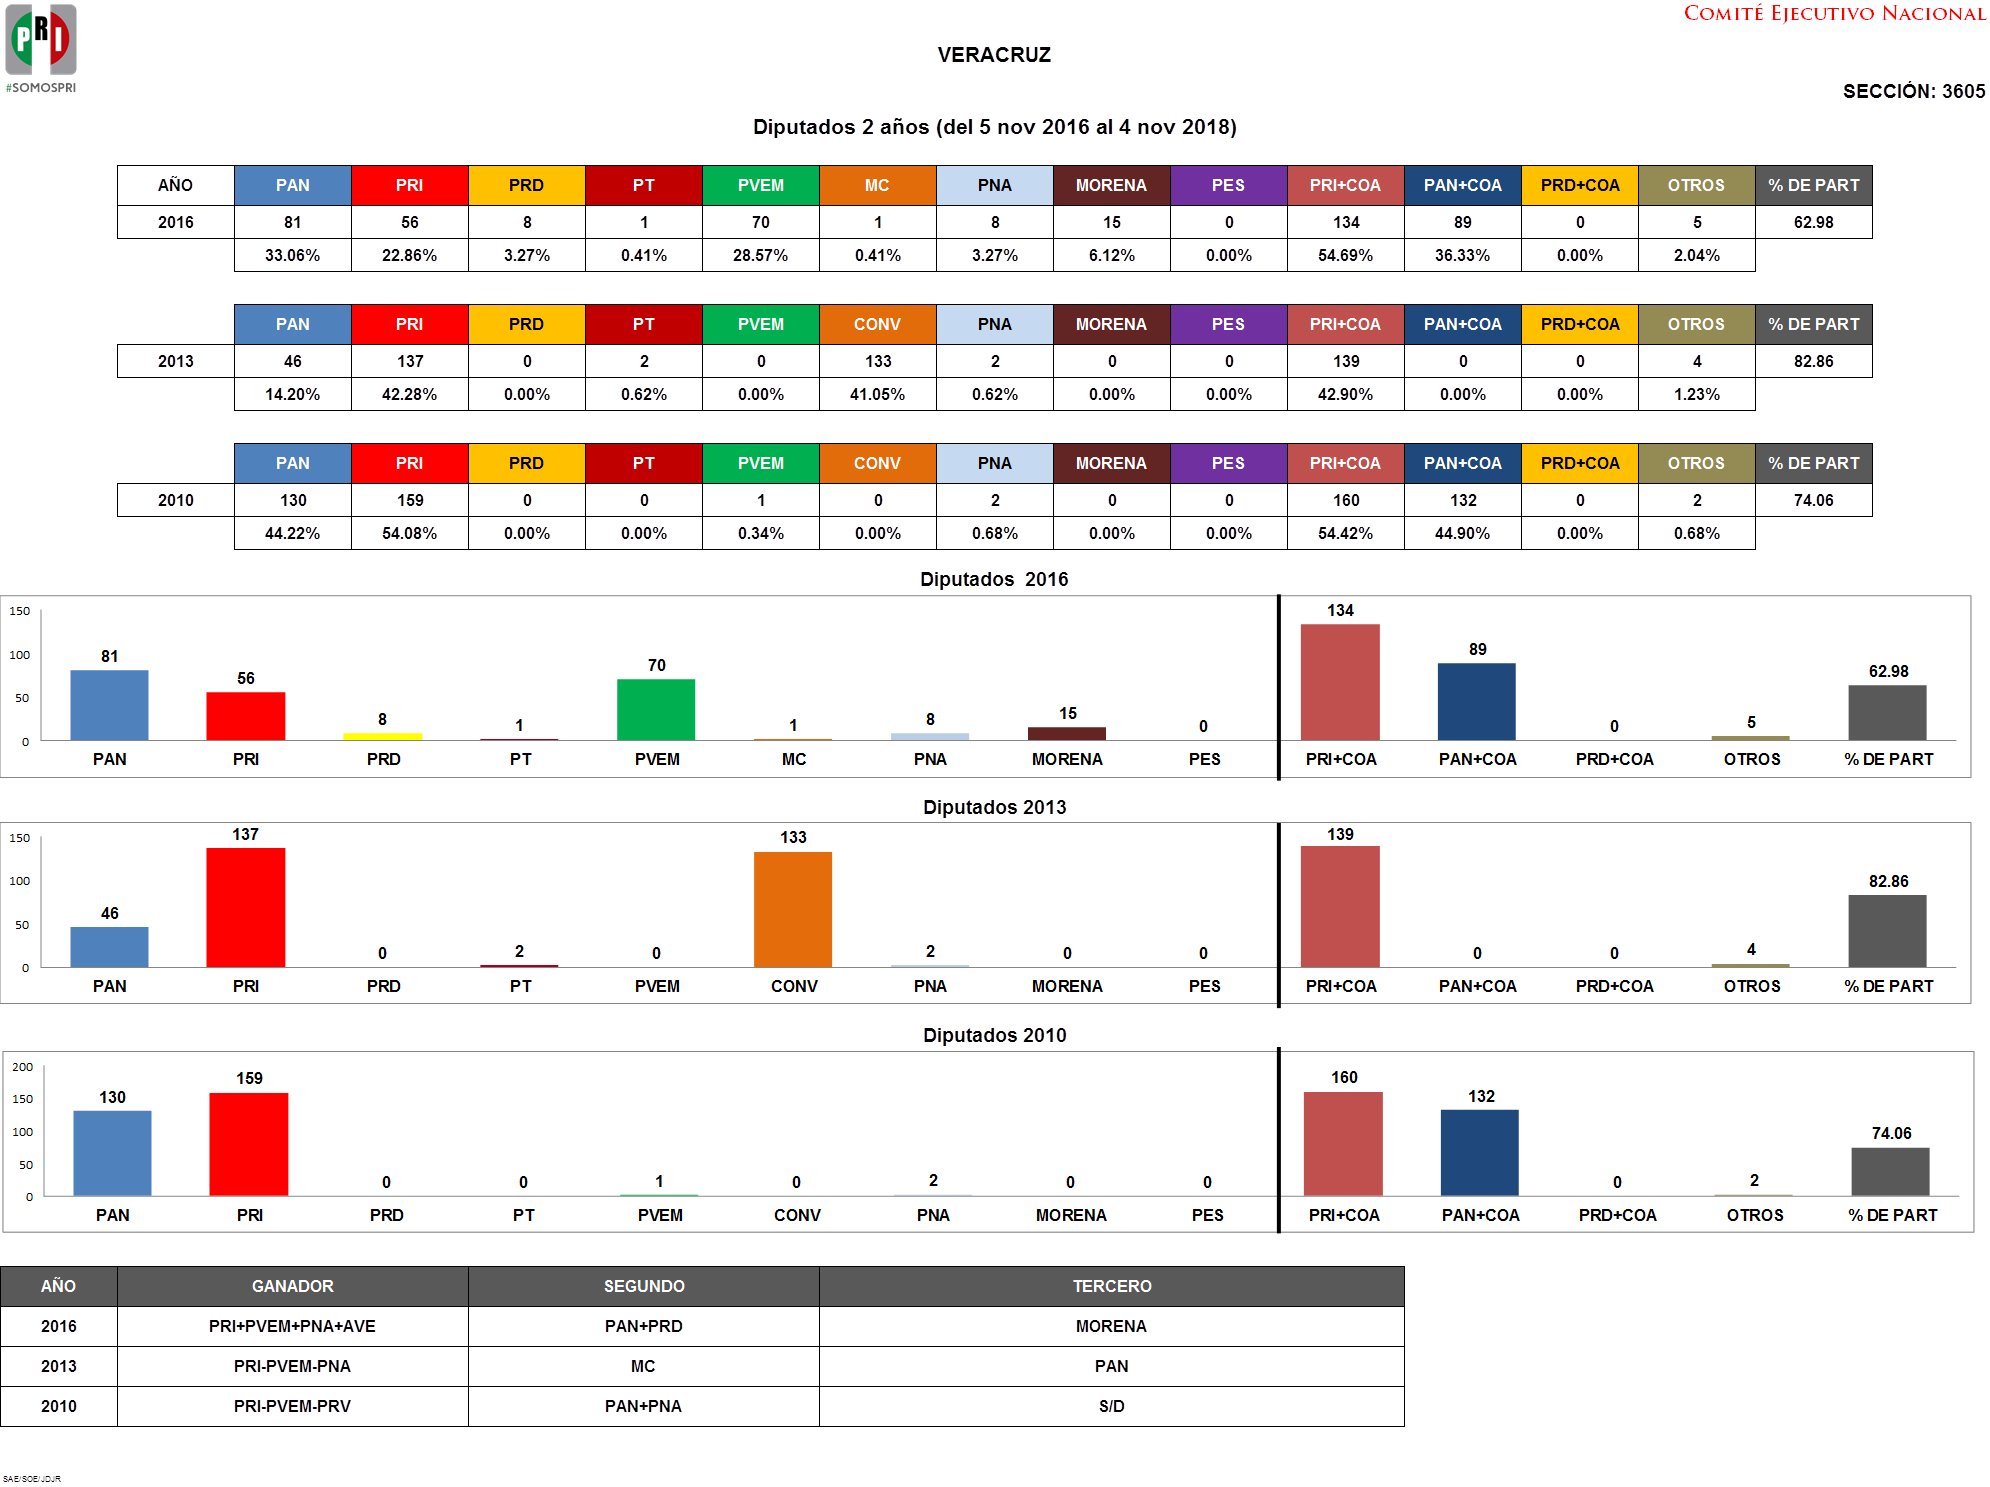 PRI
#SOMOSPRI
COMITÉ EJECUTIVO NACIONAL
VERACRUZ
SECCIÓN: 3605
Diputados 2 años (del 5 nov 2016 al 4 nov 2018)
AÑO PAN PRI PRD PT PVEM MC PNA MORENA PES PRI+COA PAN+COA PRD+COA OTROS % DE PART
2016 81 56 8 1 70 1 8 15 0 134 89 0 5 62.98
33.06% 22.86% 3.27% 0.41% 28.57% 0.41% 3.27% 6.12% 0.00% 54.69% 36.33% 0.00% 2.04%
PAN PRI PRD PT PVEM CONV PNA MORENA PES PRI+COA PAN+COA PRD+COA OTROS % DE PART
2013 46 137 0 2 0 133 2 0 0 139 0 0 4 82.86
14.20% 42.28% 0.00% 0.62% 0.00% 41.05% 0.62% 0.00% 0.00% 42.90% 0.00% 0.00% 1.23%
PAN PRI PRD PT PVEM CONV PNA MORENA PES PRI+COA PAN+COA PRD+COA OTROS % DE PART
2010 130 159 0 0 1 0 2 0 0 160 132 0 2 74.06
44.22% 54.08% 0.00% 0.00% 0.34% 0.00% 0.68% 0.00% 0.00% 54.42% 44.90% 0.00% 0.68%
Diputados 2016
150
100
50
0
81 56 8 1 70 1 8 15 0 134 89 0 5 62.98
PAN PRI PRD PT PVEM MC PNA MORENA PES PRI+COA PAN+COA PRD+COA OTROS % DE PART
Diputados 2013
150
100
50
0
46 137 0 2 0 133 2 0 0 139 0 0 4 82.86
PAN PRI PRD PT PVEM CONV PNA MORENA PES PRI+COA PAN+COA PRD+COA OTROS % DE PART
Diputados 2010
200
150
100
50
0
130 159 0 0 1 0 2 0 0 160 132 0 2 74.06
PAN PRI PRD PT PVEM CONV PNA MORENA PES PRI+COA PAN+COA PRD+COA OTROS % DE PART
AÑO GANADOR SEGUNDO TERCERO
2016 PRI+PVEM+PNA+AVE PAN+PRD MORENA
2013 PRI-PVEM-PNA MC PAN
2010 PRI-PVEM-PRV PAN+PNA S/D
SAE/SOE/JDJR